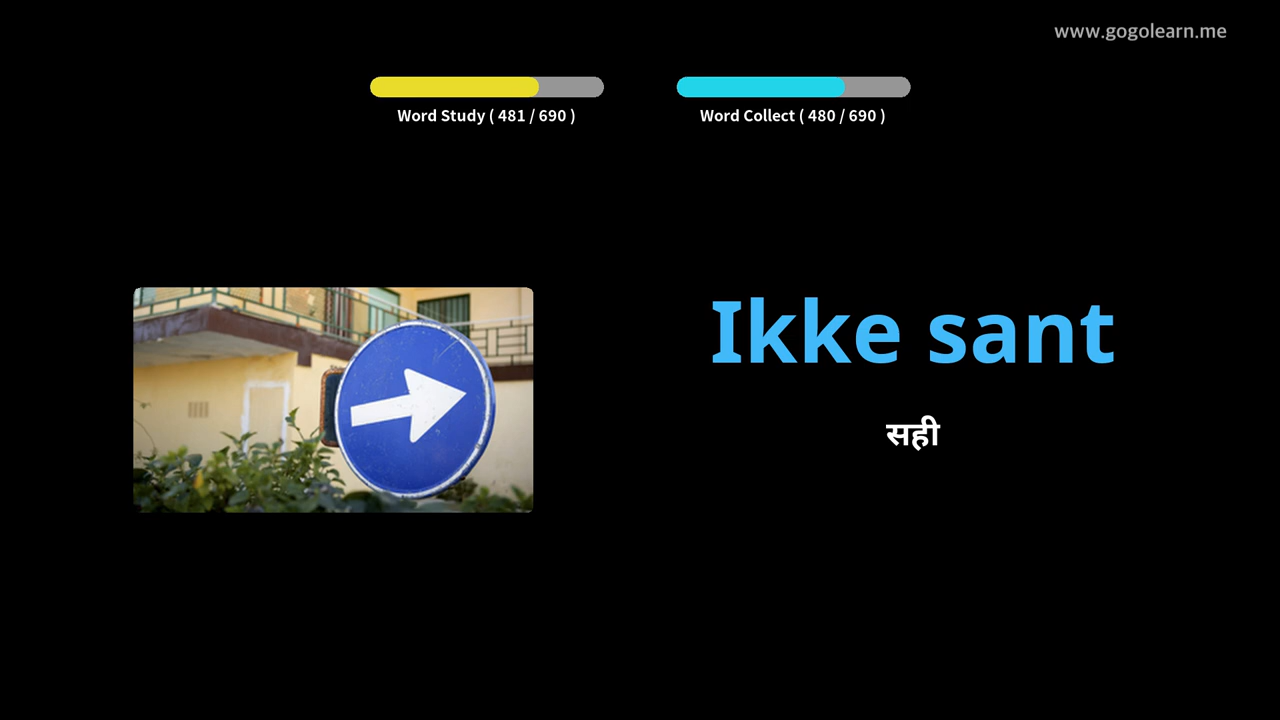 www.gogolearn.me
Word Study ( 481 / 690 )
Word Collect ( 480 / 690 )
Ikke sant
सही